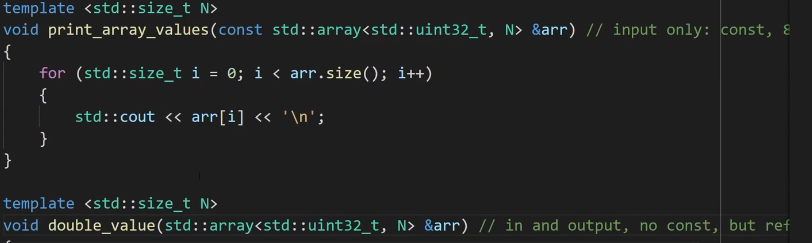 template <std::size_t N>
void print_array_values(const std::array<std::uint32_t, N> &arr) // input only: const, &
{
for (std::size_t i = 0; i < arr.size(); i++)
{
std::cout << arr[i] << '\n';
}
}
template <std::size_t N>
void double_value(std::array<std::uint32_t, N> &arr) // in and output, no const, but ref